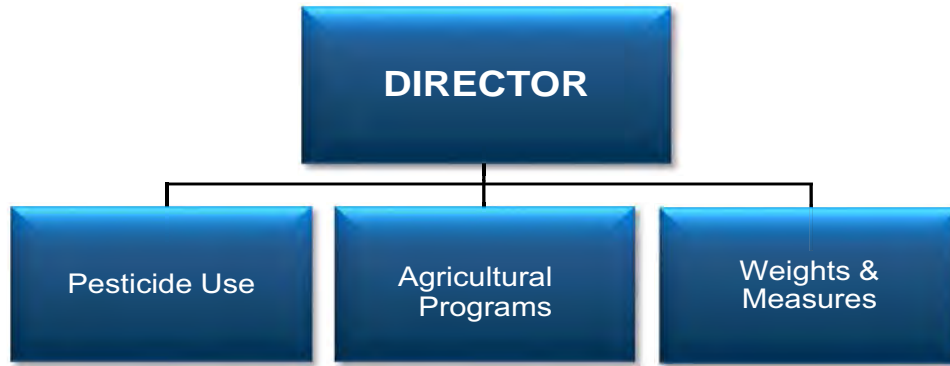 DIRECTOR
Pesticide Use
Agricultural
Programs
Weights &
Measures